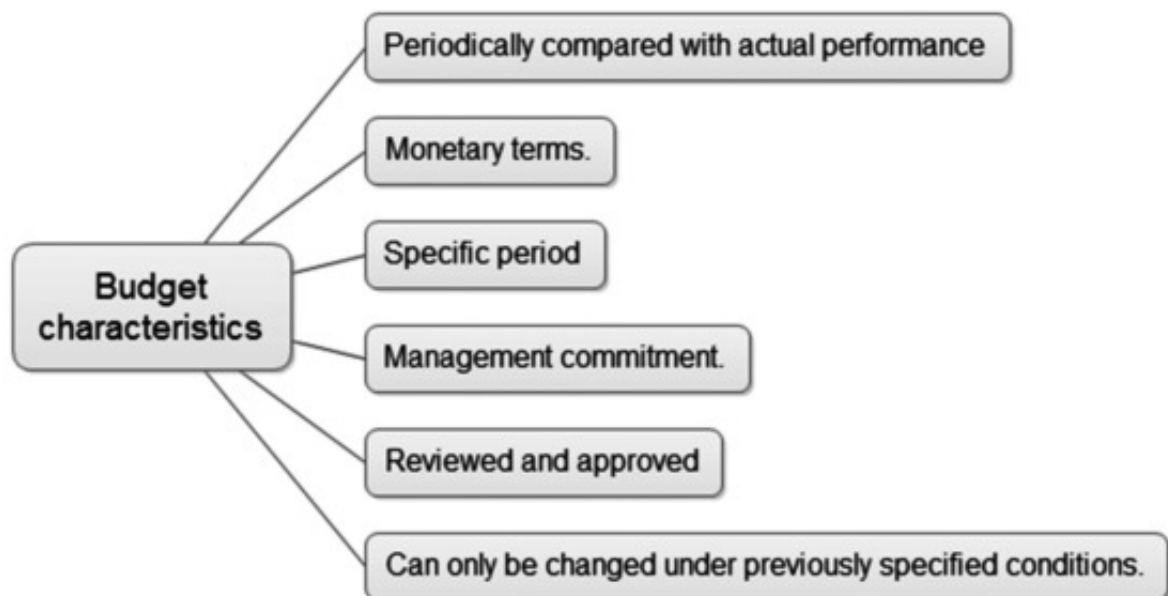 Periodically compared with actual performance
Monetary terms.
Specific period
Budget
characteristics
Management commitment.
Reviewed and approved
Can only be changed under previously specified conditions.